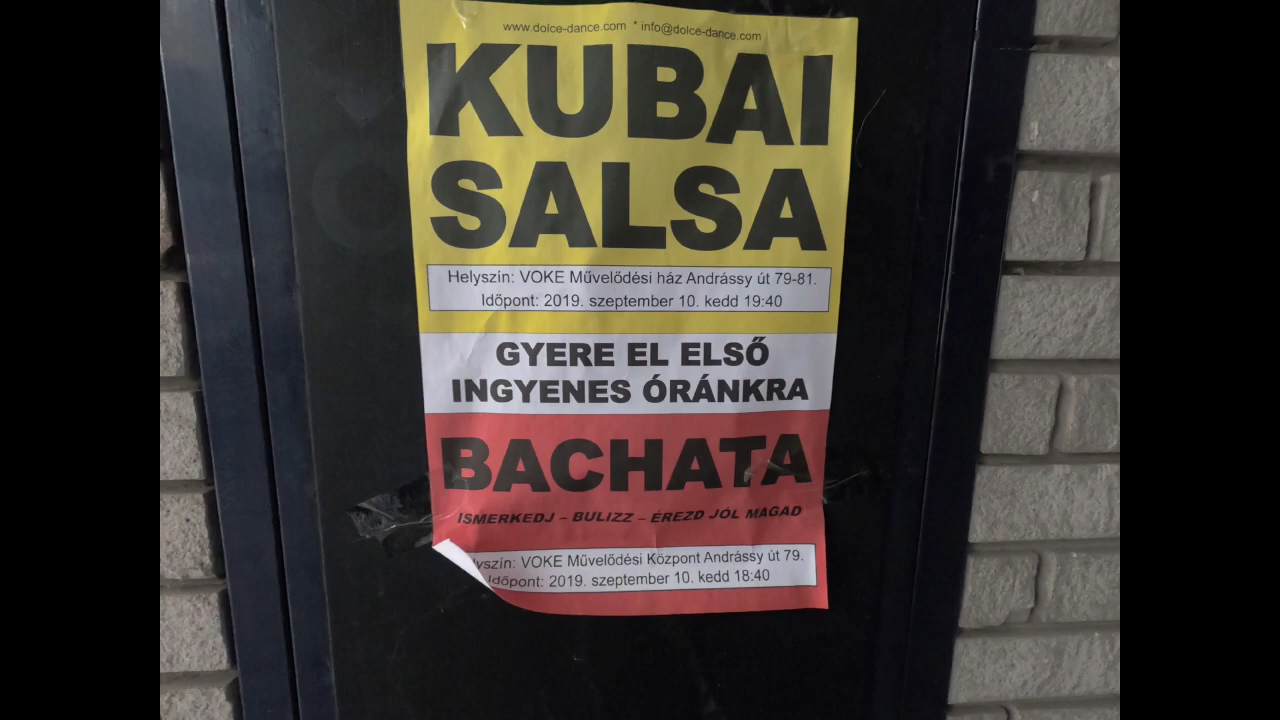 www.dolce-dance.com * info@dolce-dance.com
KUBAI
SALSA
Helyszín: VOKE Művelődési ház Andrássy út 79-81.
Időpont: 2019. szeptember 10. kedd 19:40
GYERE EL ELSŐ
INGYENES ÓRÁNKRA
BACHATA
ISMERKEDJ – BULIZZ – ÉREZD JÓL MAGAD
VOKE Művelődési Központ Andrássy út 79.
Időpont: 2019. szeptember 10. kedd 18:40